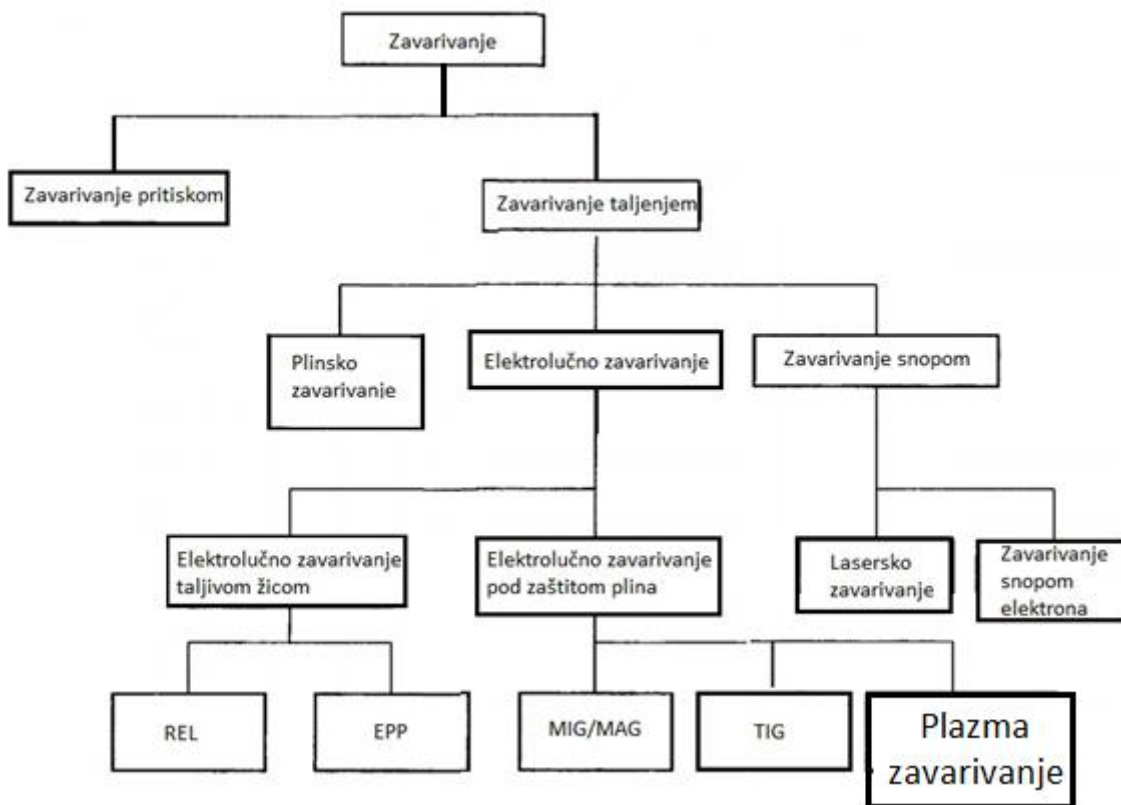 Zavarivanje
Zavarivanje pritiskom
Zavarivanje taljenjem
Plinsko
zavarivanje
Elektrolučno zavarivanje
Zavarivanje snopom
Elektrolučno zavarivanje
taljivom žicom
Elektrolučno zavarivanje
pod zaštitom plina
Lasersko
zavarivanje
Zavarivanje
snopom
elektrona
REL
EPP
MIG/MAG
TIG
Plazma
zavarivanje